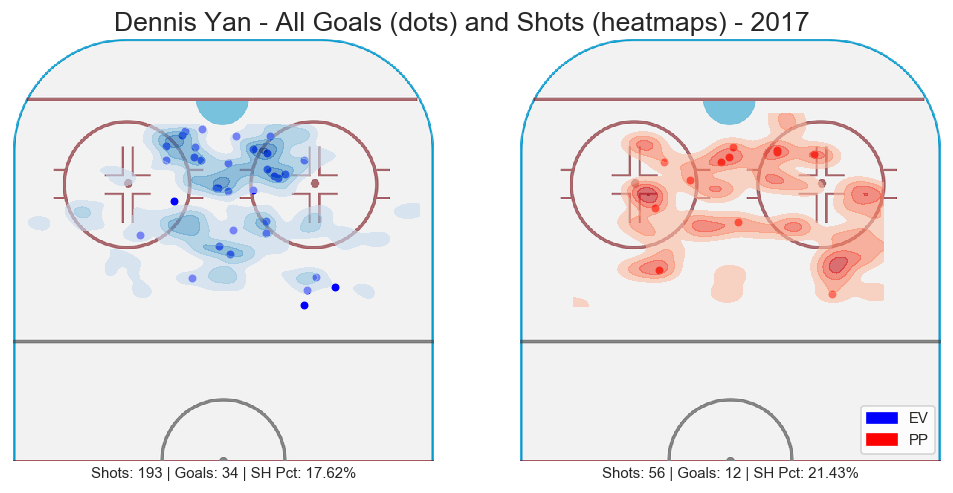 Dennis Yan - All Goals (dots) and Shots (heatmaps) - 2017
EV
PP
Shots: 193 | Goals: 34 | SH Pct: 17.62%
Shots: 56 | Goals: 12 | SH Pct: 21.43%